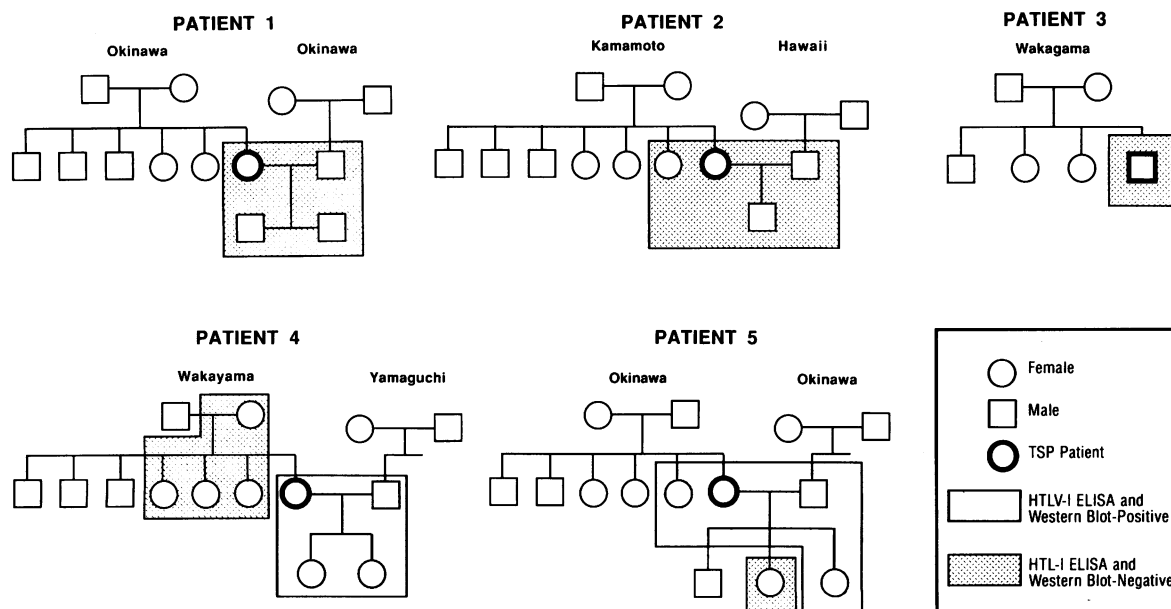 PATIENT 1
Okinawa
Okinawa
PATIENT 2
Kamamoto
Hawaii
PATIENT 3
Wakagama
PATIENT 4
Wakayama
Yamaguchi
PATIENT 5
Okinawa
Okinawa
Female
Male
TSP Patient
HTLV-I ELISA and
Western Blot-Positive
HTL-I ELISA and
Western Blot-Negative